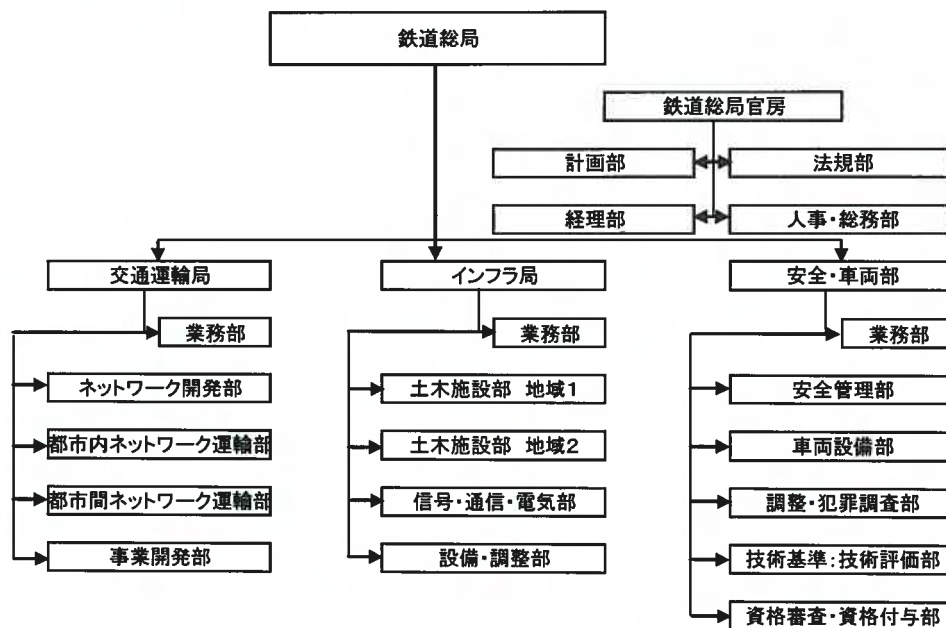 鉄道総局
鉄道総局官房
計画部
法規部
経理部
人事・総務部
交通運輸局
インフラ局
安全・車両部
業務部
業務部
業務部
ネットワーク開発部
土木施設部 地域1
安全管理部
都市内ネットワーク運輸部
土木施設部 地域2
車両設備部
都市間ネットワーク運輸部
信号・通信・電気部
調整・犯罪調査部
事業開発部
設備・調整部
技術基準:技術評価部
資格審査・資格付与部